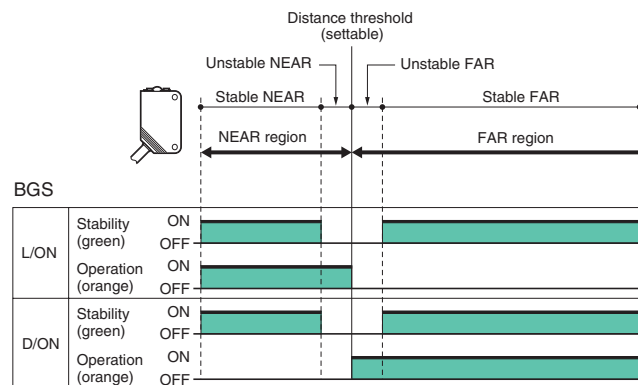 Distance threshold
(settable)
Unstable NEAR
Unstable FAR
Stable NEAR
Stable FAR
NEAR region
FAR region
BGS
L/ON
Stability
(green)
ON
OFF
Operation
(orange)
ON
OFF
D/ON
Stability
(green)
ON
OFF
Operation
(orange)
ON
OFF